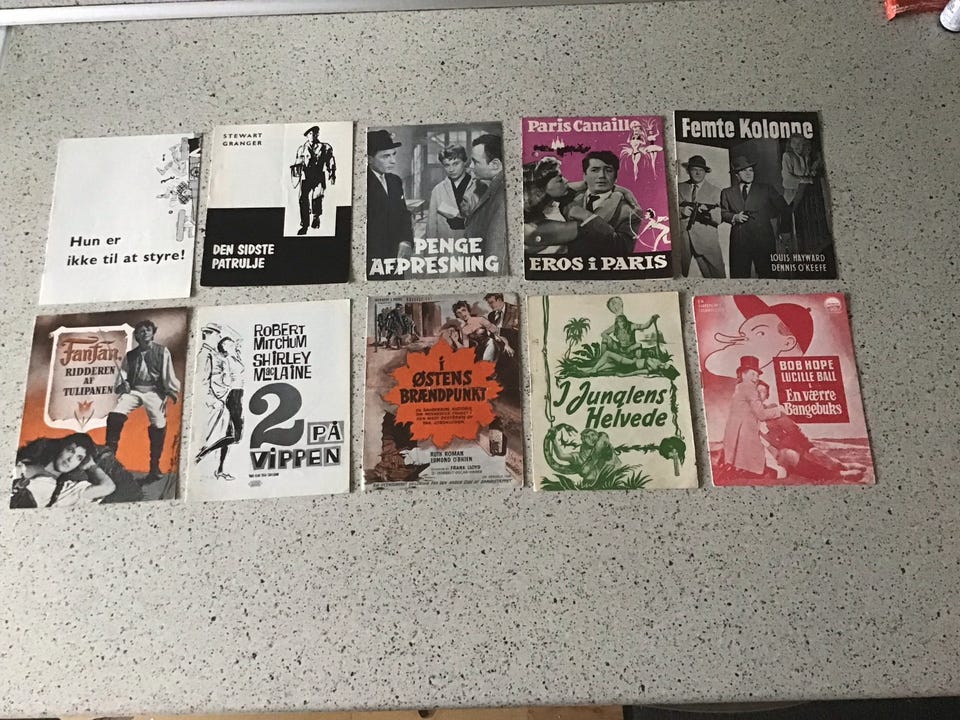 Hun er
ikke til at styre!
STEWART
GRANGER
DEN SIDSTE
PATRULJE
PENGE
AFPRESNING
Paris Canaille
EROS i PARIS
Femte Kolonne
LOUIS HAYWARD
DENNIS O'KEEFE
Fanfan,
RIDDEREN
AF
TULIPANEN
ROBERT
MITCHUM
SHIRLEY
MacLAINE
2 PÅ
ViPPEN
i
ØSTENS
BRÆNDPUNKT
RUTH ROMAN
EDMOND O'BRIEN
FRANK LLOYD
I Junglens
Helvede
BOB HOPE
LUCILLE BALL
i
En værre
Bangebuks